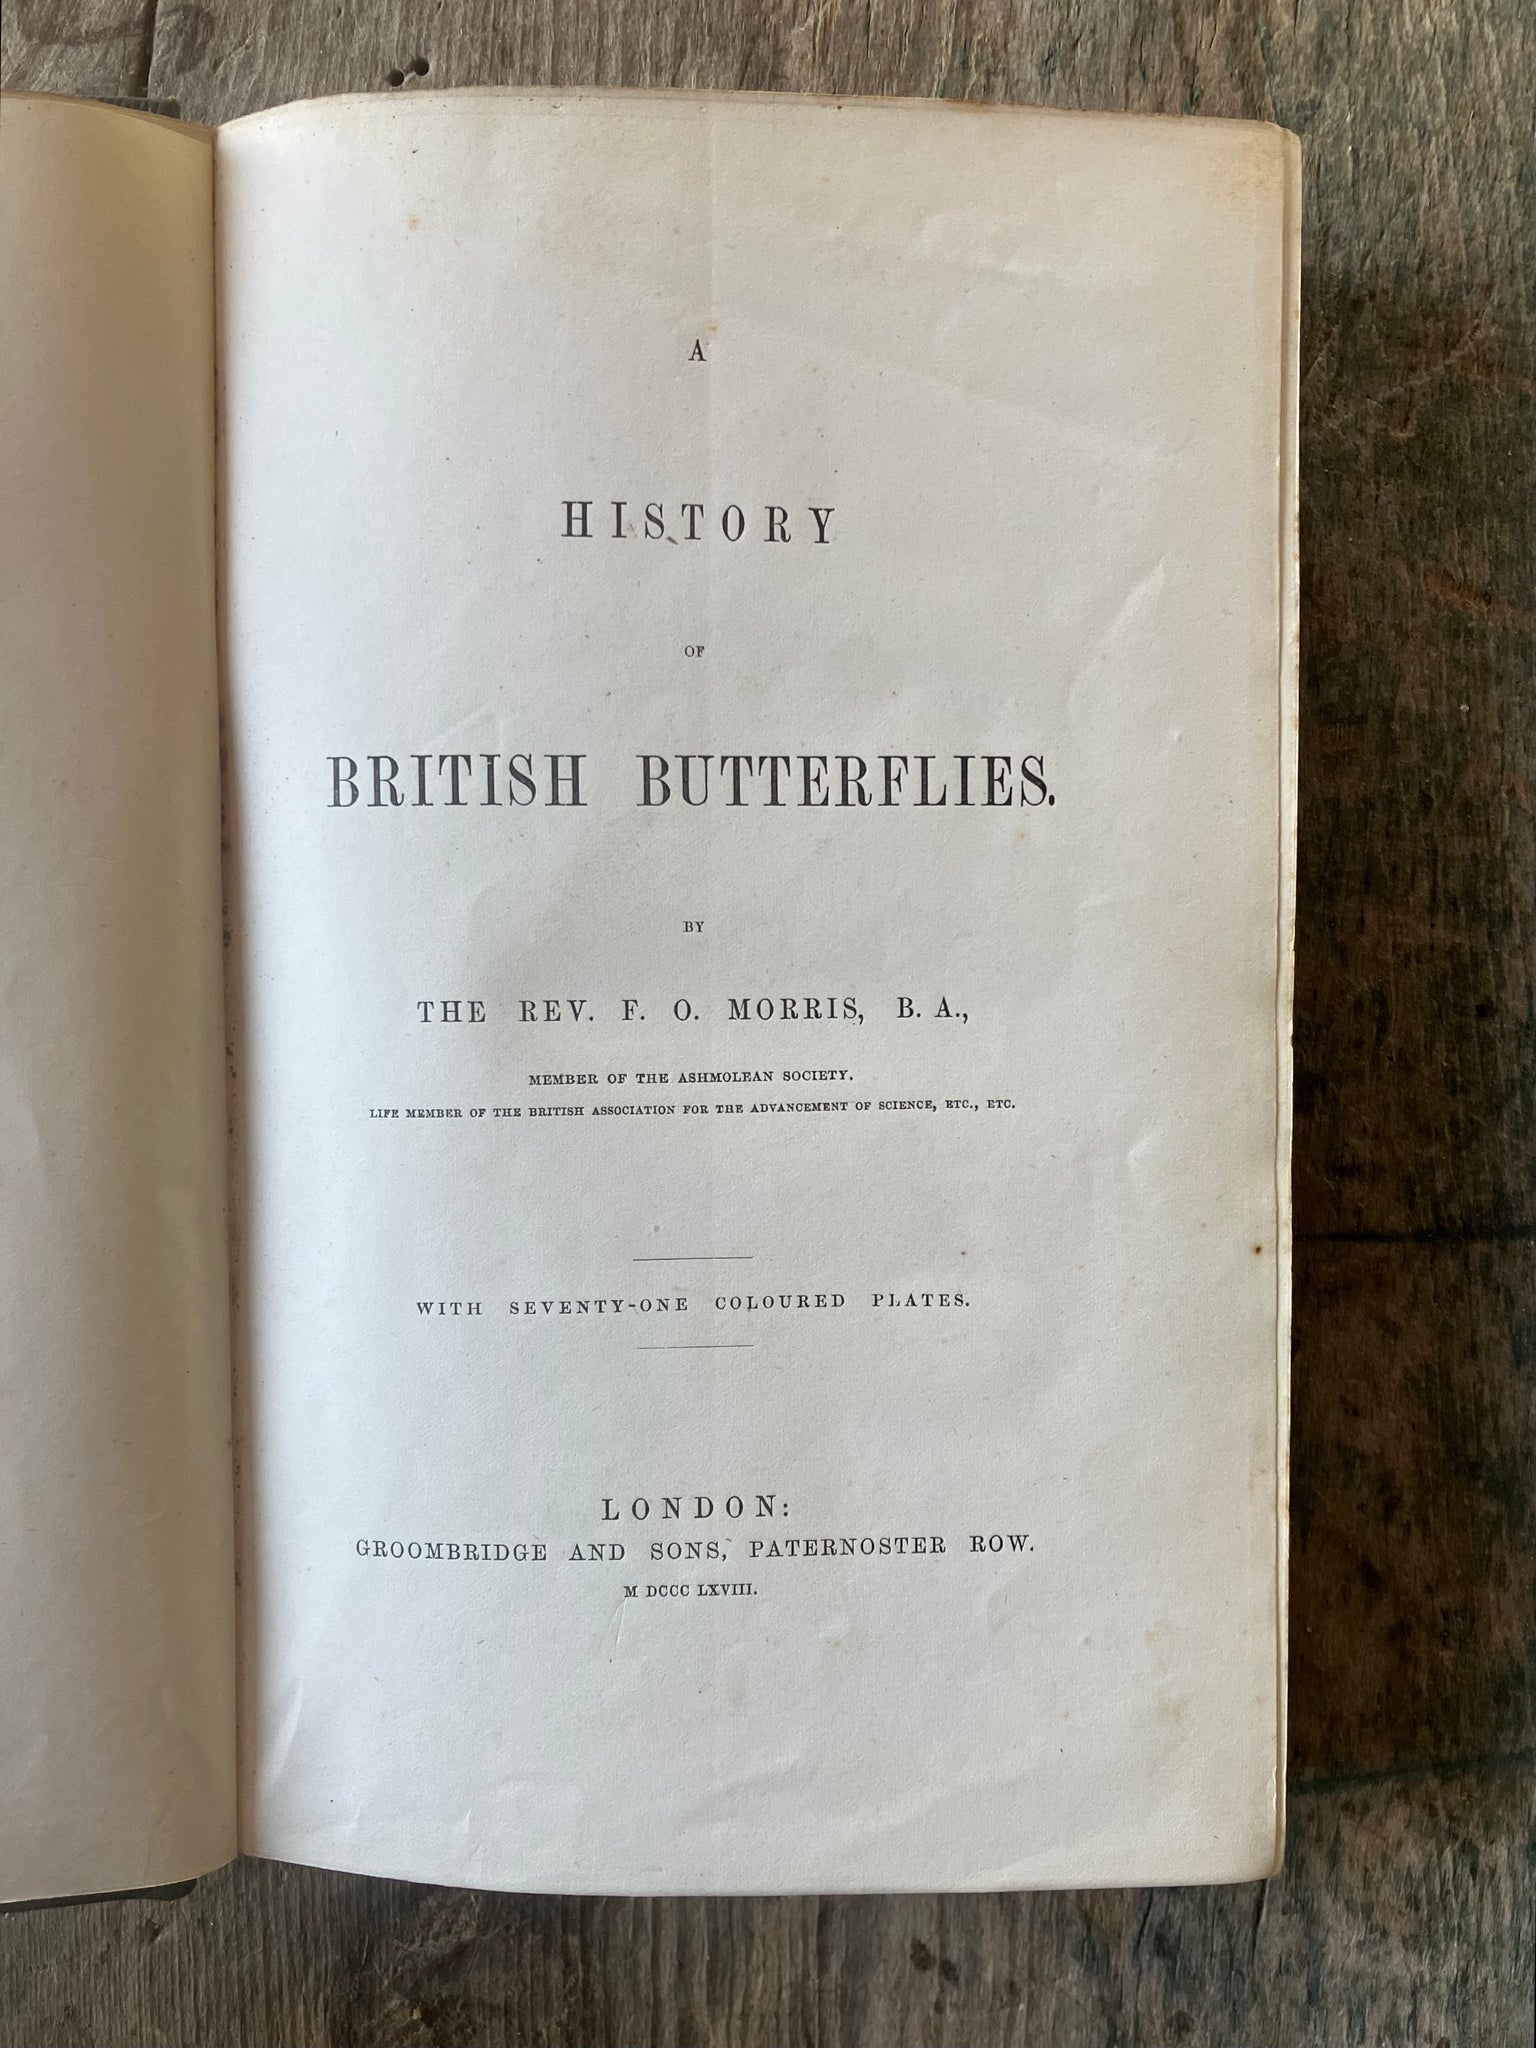 A
HISTORY
OF
BRITISH BUTTERFLIES.
BY
THE REV. F. O. MORRIS, B. A.,
MEMBER OF THE ASHMOLEAN SOCIETY.
LIFE MEMBER OF THE BRITISH ASSOCIATION FOR THE ADVANCEMENT OF SCIENCE, ETC., ETC.
WITH SEVENTY-ONE COLOURED PLATES.
LONDON:
GROOMBRIDGE AND SONS, PATERNOSTER ROW.
M DCCC LXVIII.